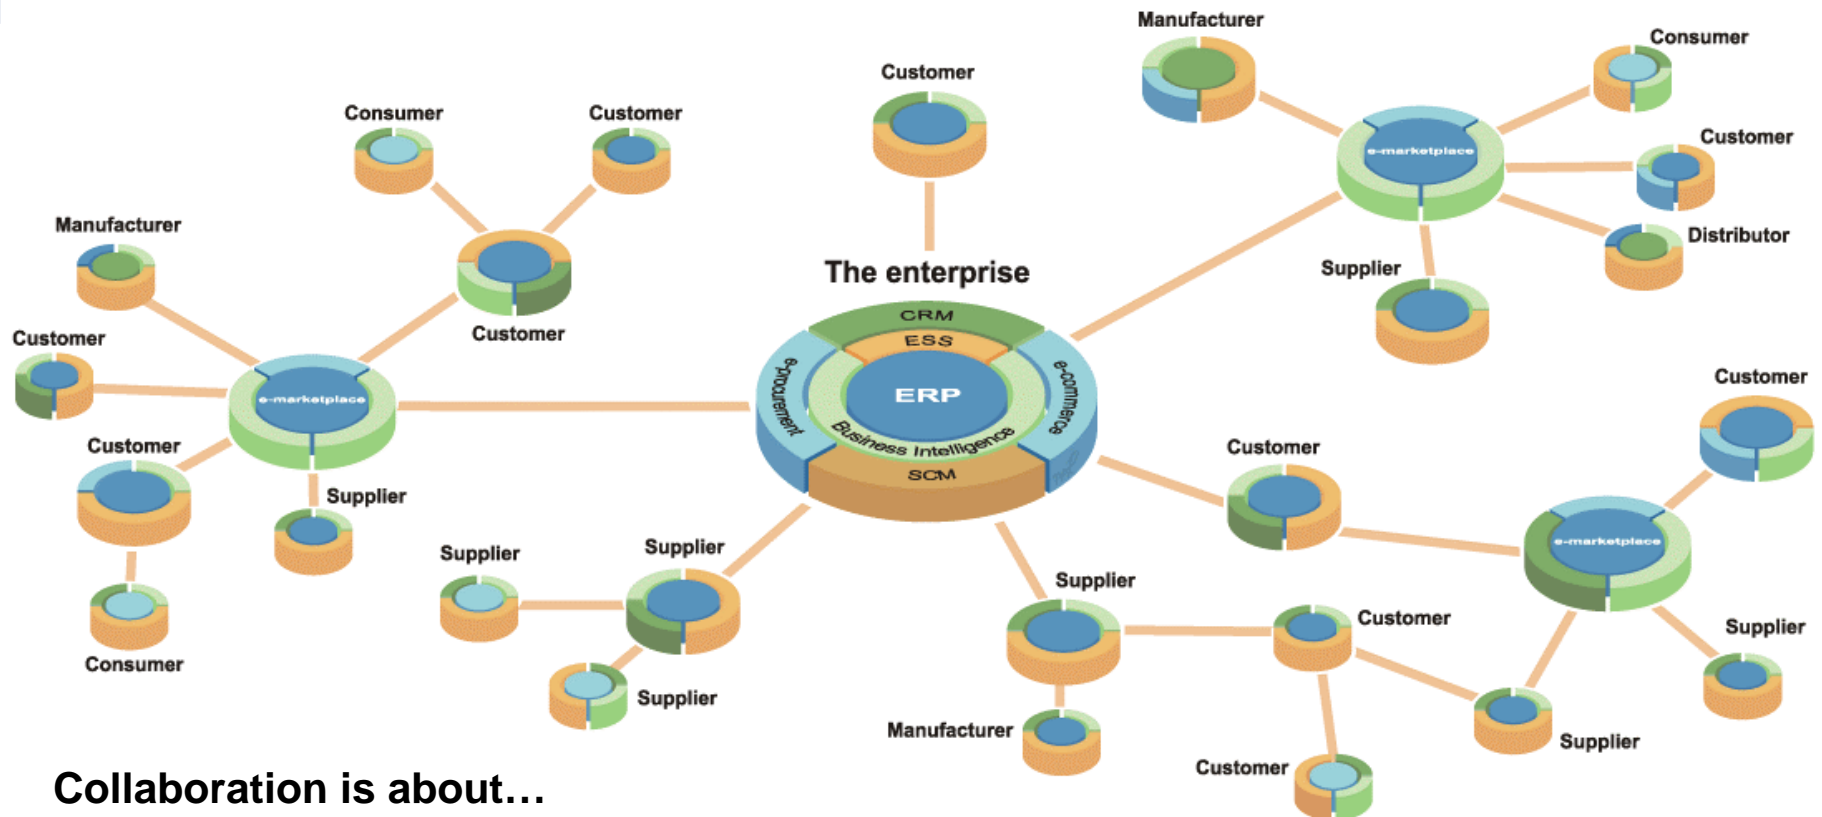 Manufacturer
Consumer
Customer
Customer
Consumer
Customer
e-marketplace
Manufacturer
Distributor
The enterprise
Supplier
CRM
Customer
Customer
ESS
e-procurement
e-commerce
ERP
e-marketplace
Customer
Business Intelligence
Customer
Customer
SCM
Supplier
e-marketplace
Supplier
Supplier
Supplier
Customer
Supplier
Consumer
Supplier
Manufacturer
Supplier
Customer
Collaboration is about…